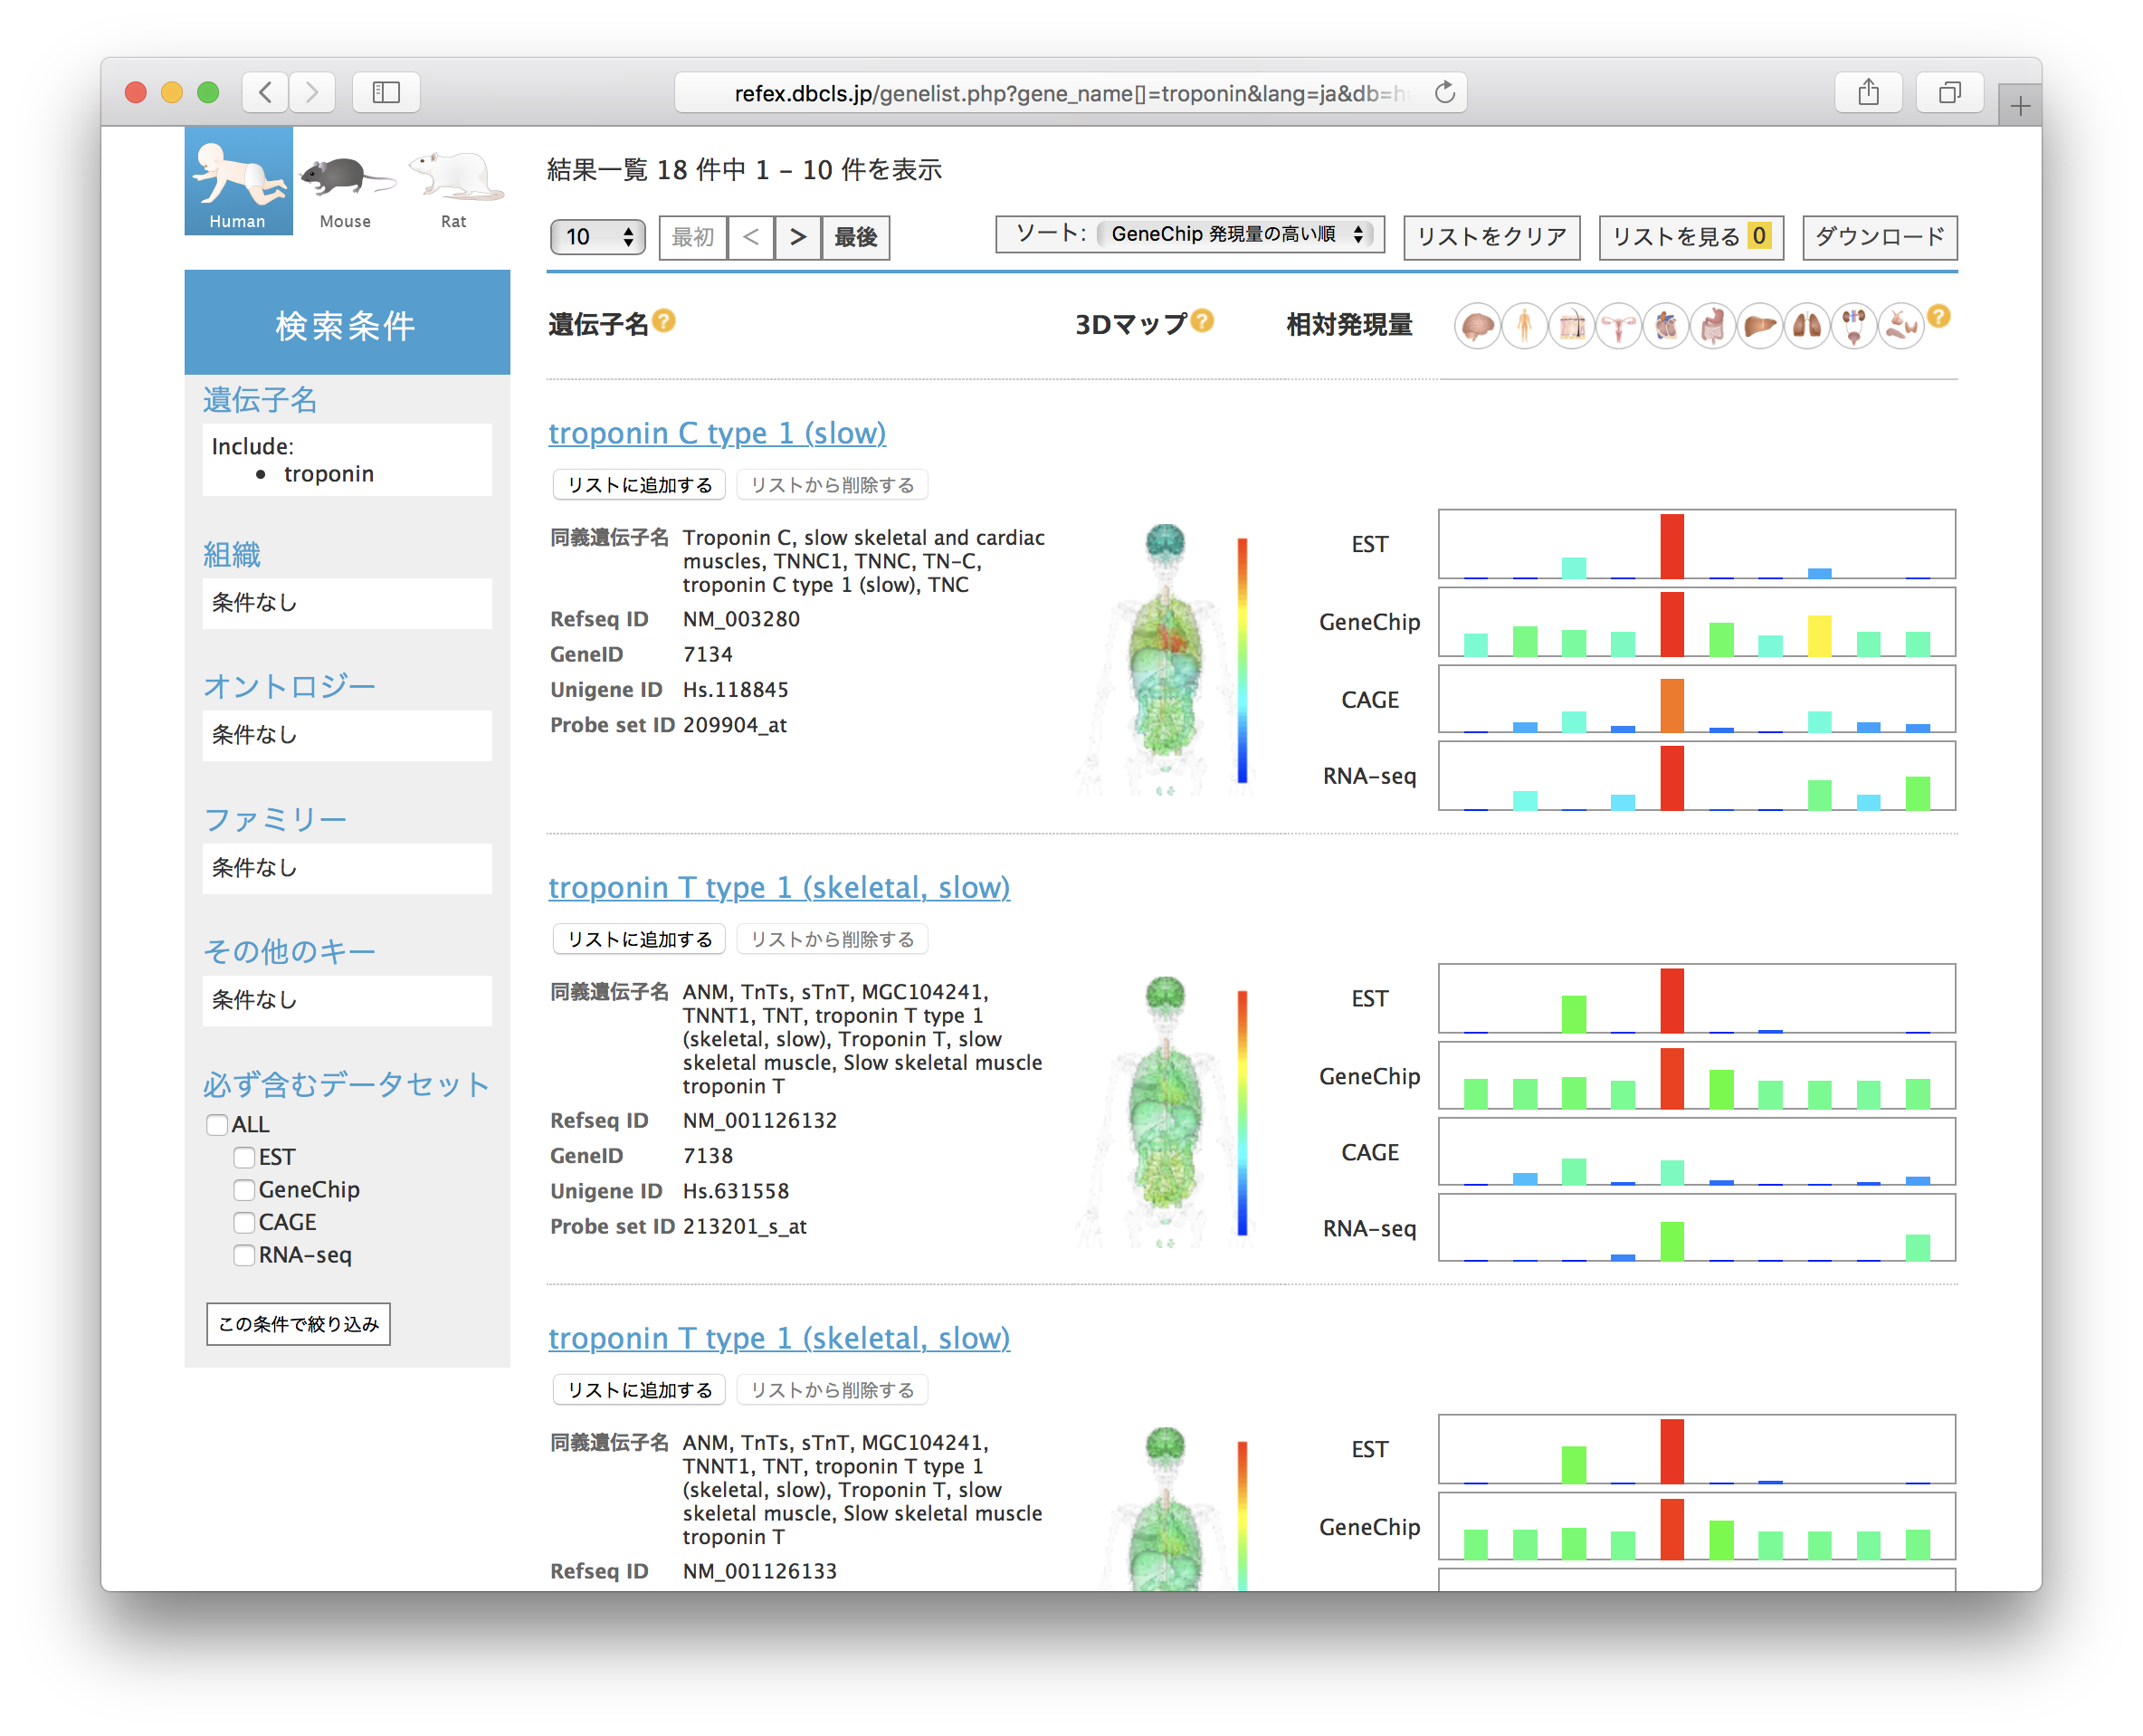 refex.dbcls.jp/genelist.php?gene_name[]=troponin&lang=ja&db=h
Human
Mouse
Rat
結果一覧 18 件中 1 – 10 件を表示
10
最初
<
>
最後
ソート: GeneChip 発現量の高い順
リストをクリア
リストを見る 0
ダウンロード
検索条件
遺伝子名
Include:
• troponin
組織
条件なし
オントロジー
条件なし
ファミリー
条件なし
その他のキー
条件なし
必ず含むデータセット
ALL
EST
GeneChip
CAGE
RNA-seq
この条件で絞り込み
遺伝子名 ?
3Dマップ ?
相対発現量
?
troponin C type 1 (slow)
リストに追加する
リストから削除する
同義遺伝子名 Troponin C, slow skeletal and cardiac
muscles, TNNC1, TNNC, TN-C,
troponin C type 1 (slow), TNC
Refseq ID NM_003280
GeneID 7134
Unigene ID Hs.118845
Probe set ID 209904_at
EST
GeneChip
CAGE
RNA-seq
troponin T type 1 (skeletal, slow)
リストに追加する
リストから削除する
同義遺伝子名 ANM, TnTs, sTnT, MGC104241,
TNNT1, TNT, troponin T type 1
(skeletal, slow), Troponin T, slow
skeletal muscle, Slow skeletal muscle
troponin T
Refseq ID NM_001126132
GeneID 7138
Unigene ID Hs.631558
Probe set ID 213201_s_at
EST
GeneChip
CAGE
RNA-seq
troponin T type 1 (skeletal, slow)
リストに追加する
リストから削除する
同義遺伝子名 ANM, TnTs, sTnT, MGC104241,
TNNT1, TNT, troponin T type 1
(skeletal, slow), Troponin T, slow
skeletal muscle, Slow skeletal muscle
troponin T
Refseq ID NM_001126133
EST
GeneChip